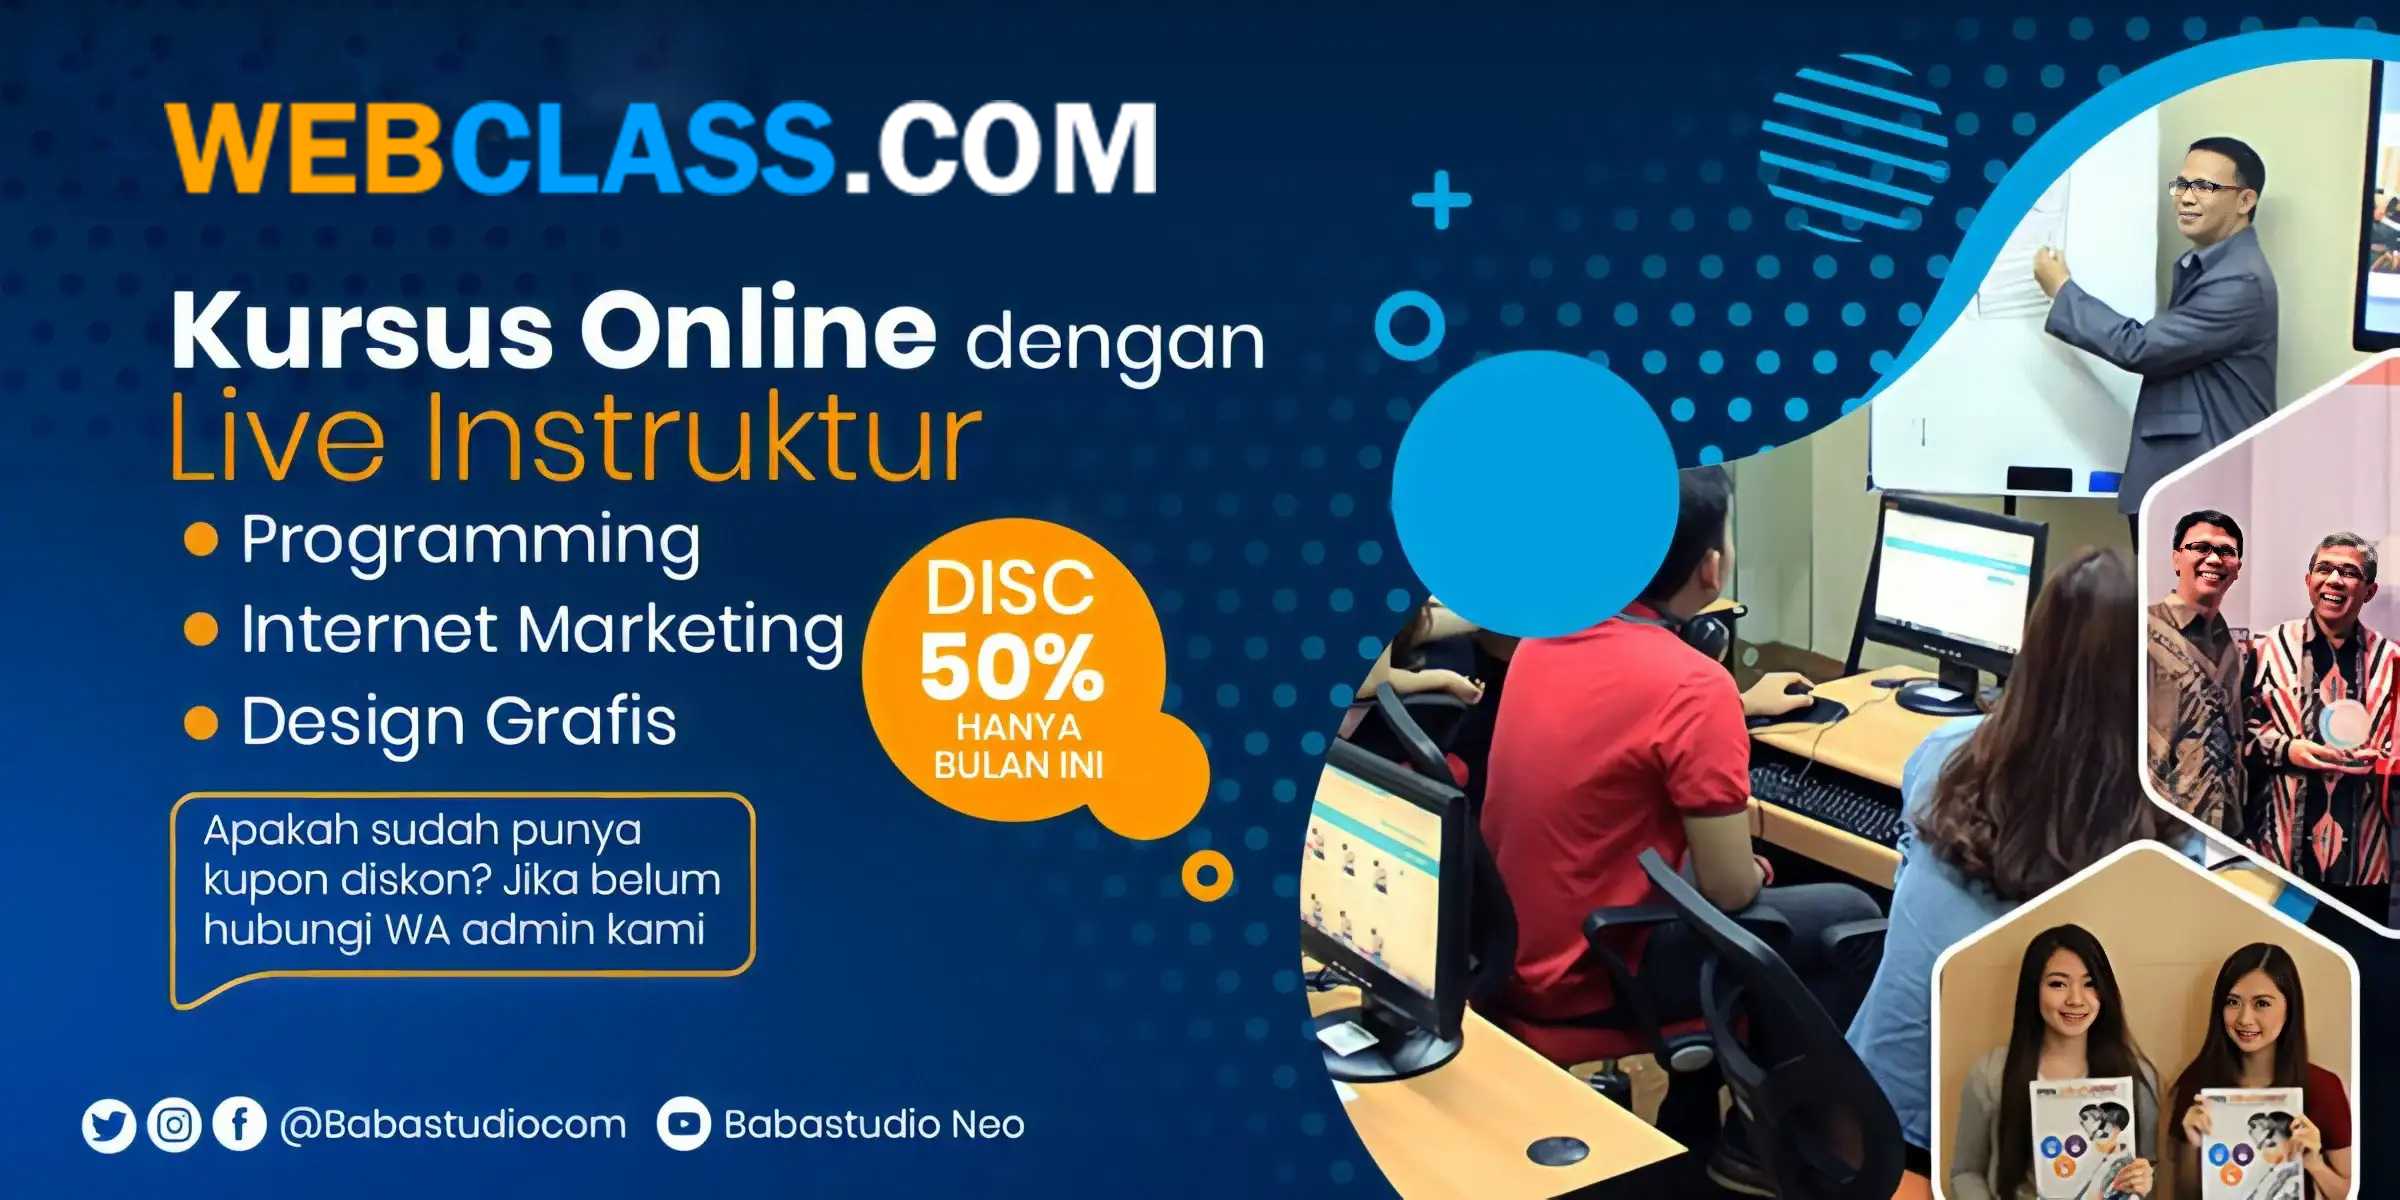 WEBCLASS.COM
Kursus Online dengan
Live Instruktur
Programming
Internet Marketing
Design Grafis
DISC
50%
HANYA
BULAN INI
Apakah sudah punya
kupon diskon? Jika belum
hubungi WA admin kami
@Babastudiocom
Babastudio Neo